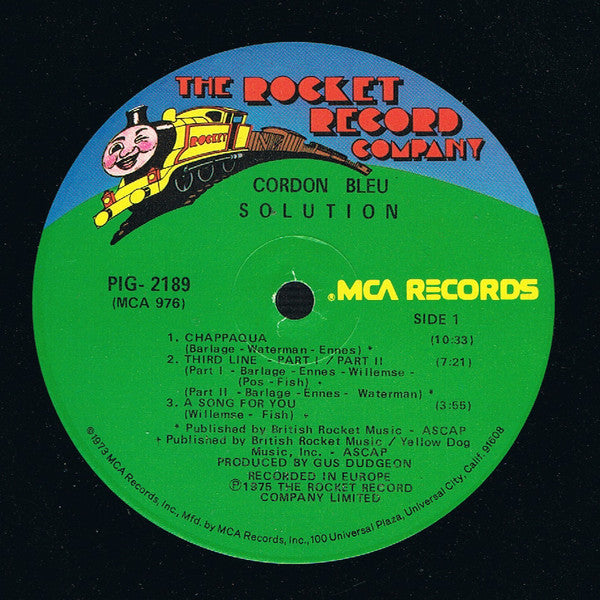 THE ROCKET
RECORD
COMPANY
ROCKET
CORDON BLEU
SOLUTION
PIG- 2189
(MCA 976)
®MCA RECORDS
SIDE 1
1. CHAPPAQUA (10:33)
(Barlage - Waterman - Ennes) *
2. THIRD LINE - PART I / PART II (7:21)
(Part I - Barlage - Ennes - Willemse -
(Pos - Fish) +
(Part II - Barlage - Ennes - Waterman) *
3. A SONG FOR YOU (3:55)
(Willemse - Fish) +
* Published by British Rocket Music - ASCAP
+ Published by British Rocket Music / Yellow Dog
Music, Inc. - ASCAP
PRODUCED BY GUS DUDGEON
RECORDED IN EUROPE
Ⓟ1975 THE ROCKET RECORD
COMPANY LIMITED
©1973 MCA Records, Inc., Mfd. by MCA Records, Inc., 100 Universal Plaza, Universal City, Calif. 91608